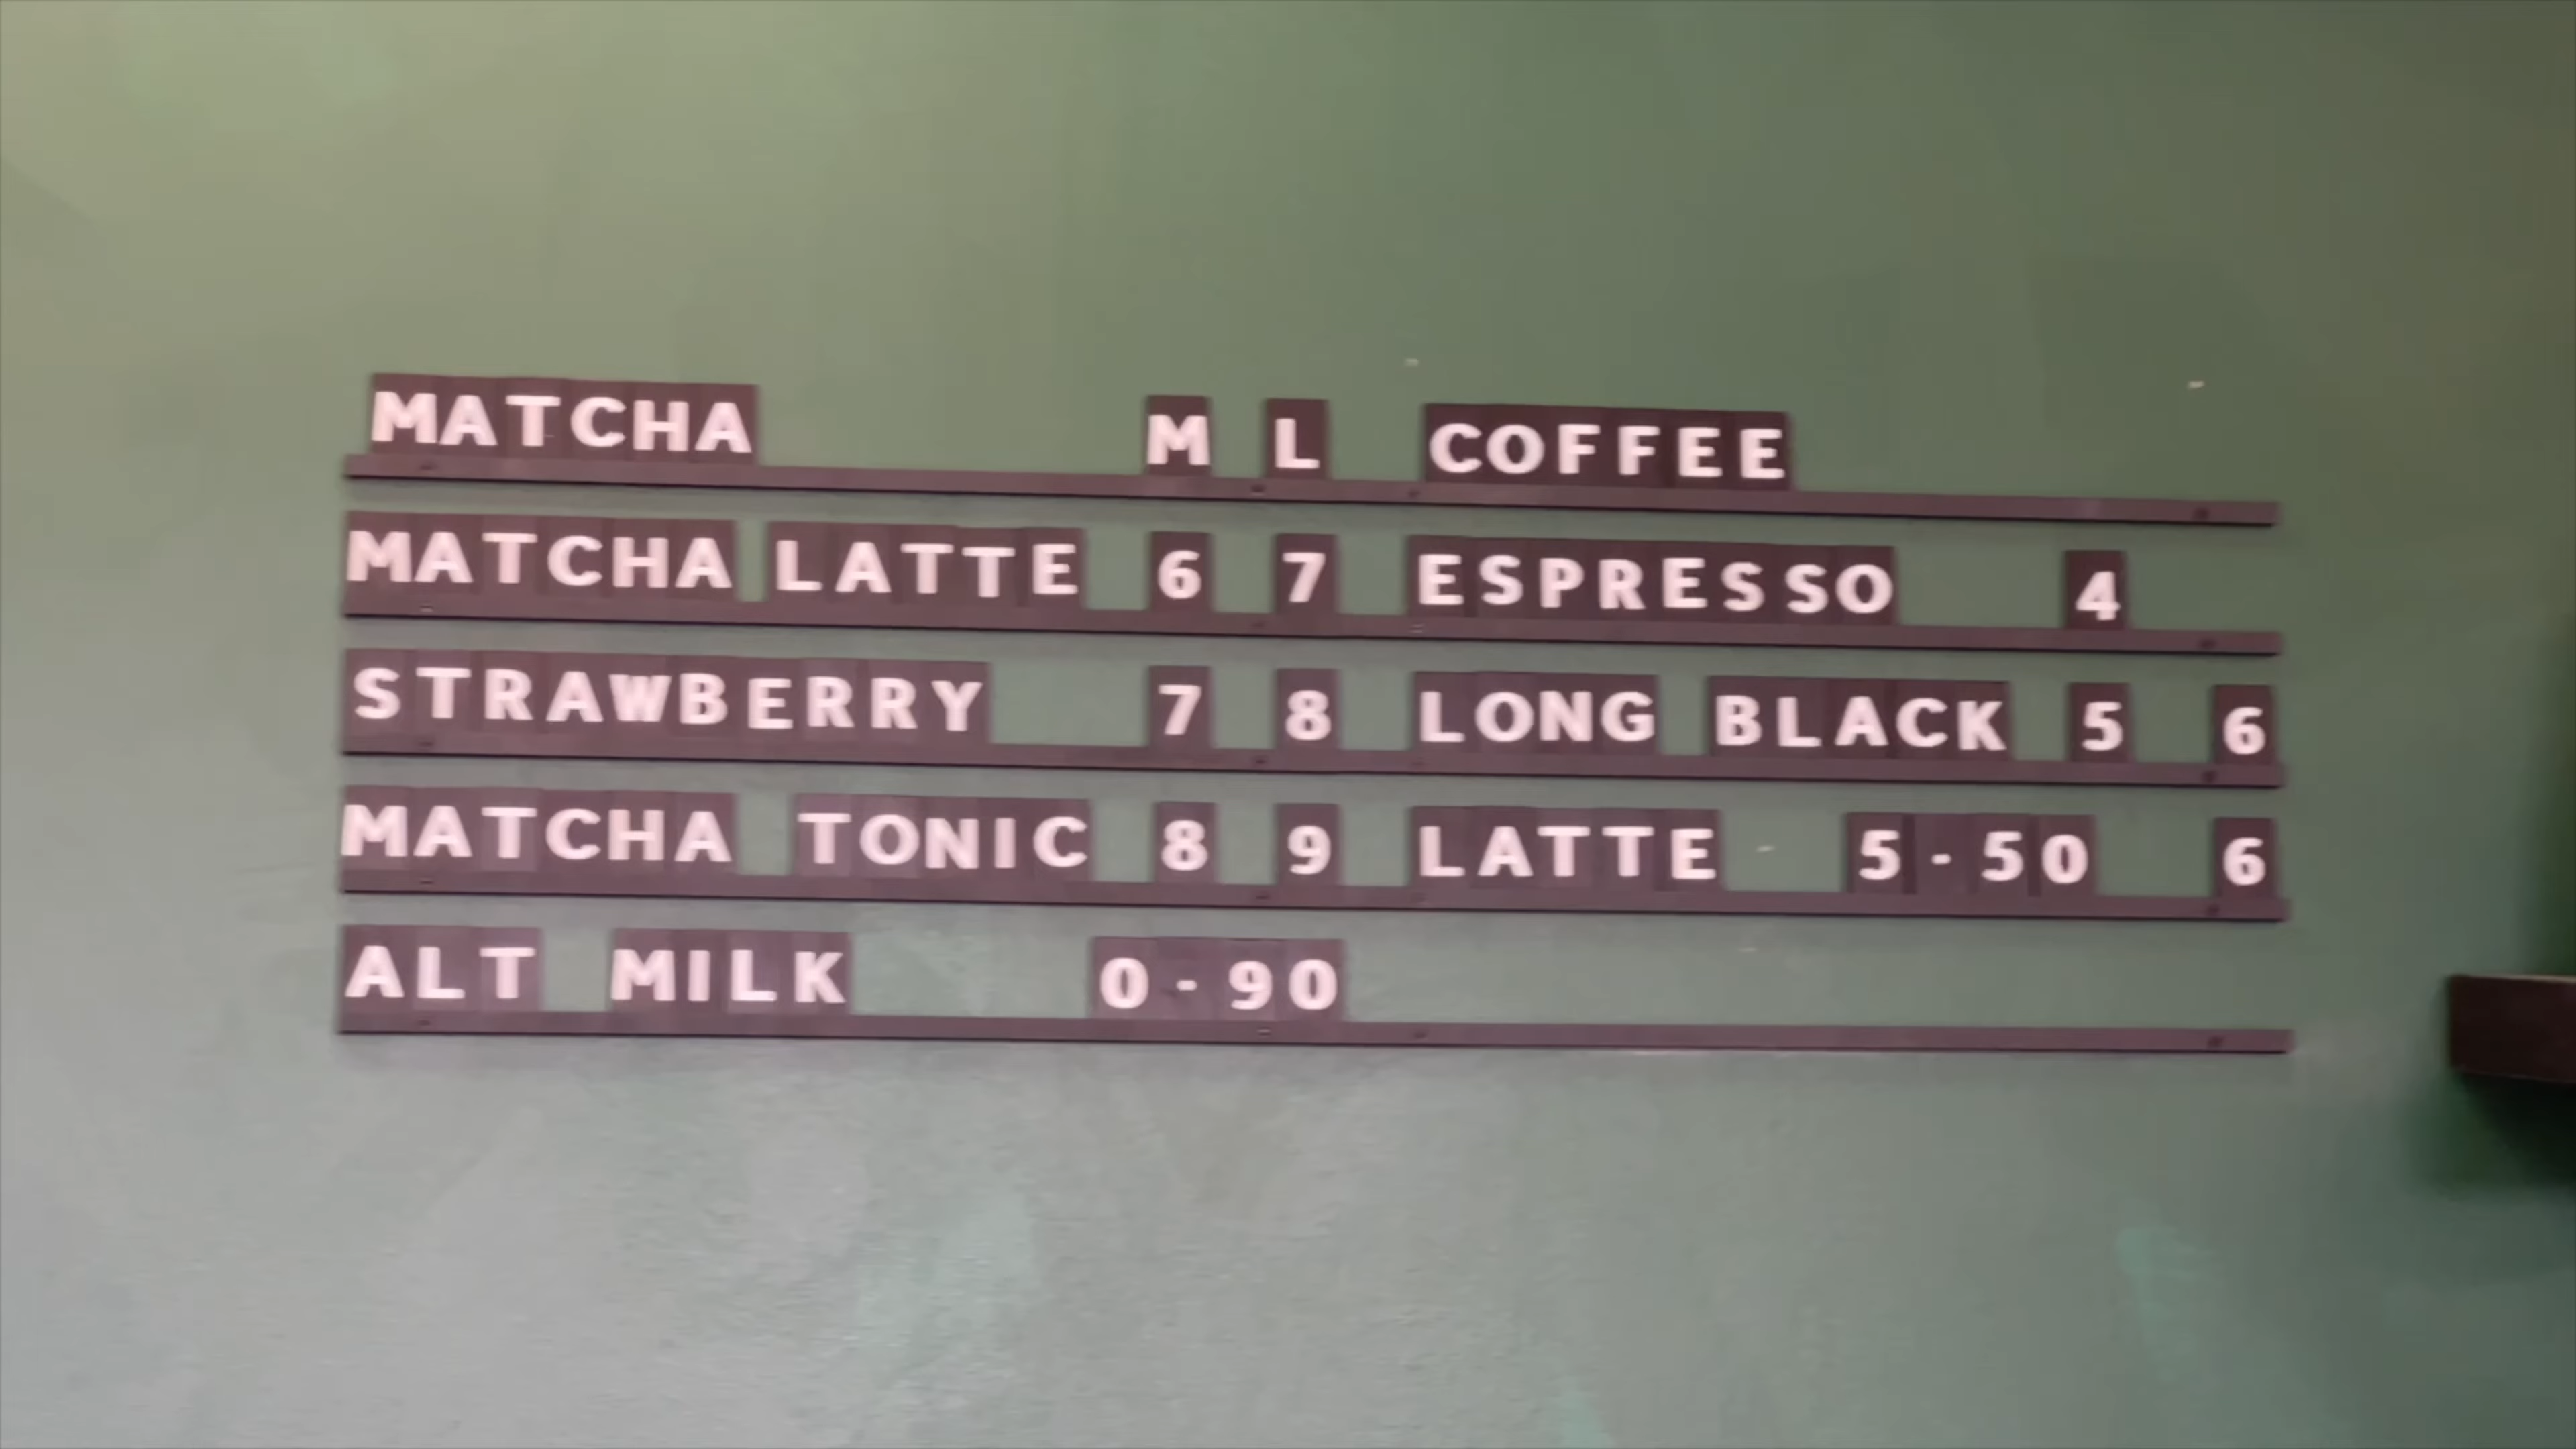 MATCHA M L COFFEE
MATCHA LATTE 6 7 ESPRESSO 4
STRAWBERRY 7 8 LONG BLACK 5 6
MATCHA TONIC 8 9 LATTE 5-50 6
ALT MILK 0-90